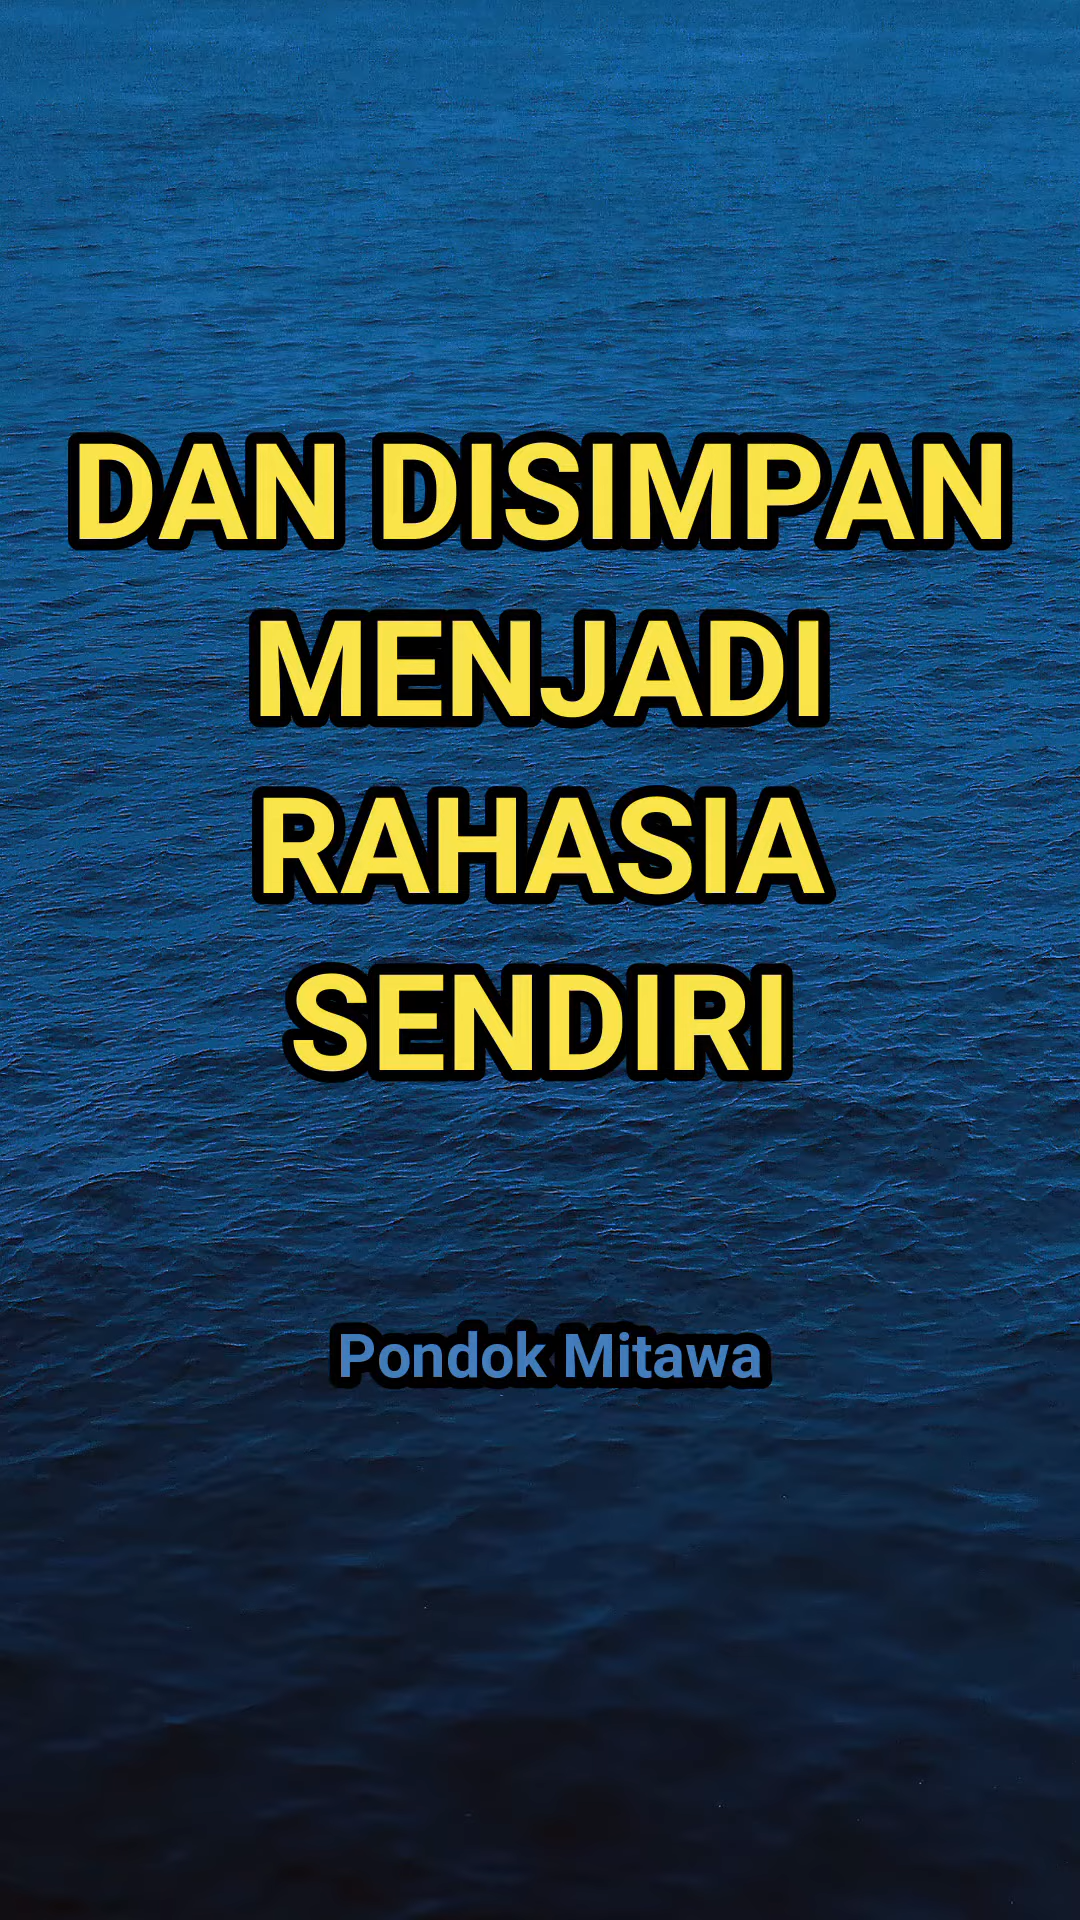 DAN DISIMPAN
MENJADI
RAHASIA
SENDIRI
Pondok Mitawa